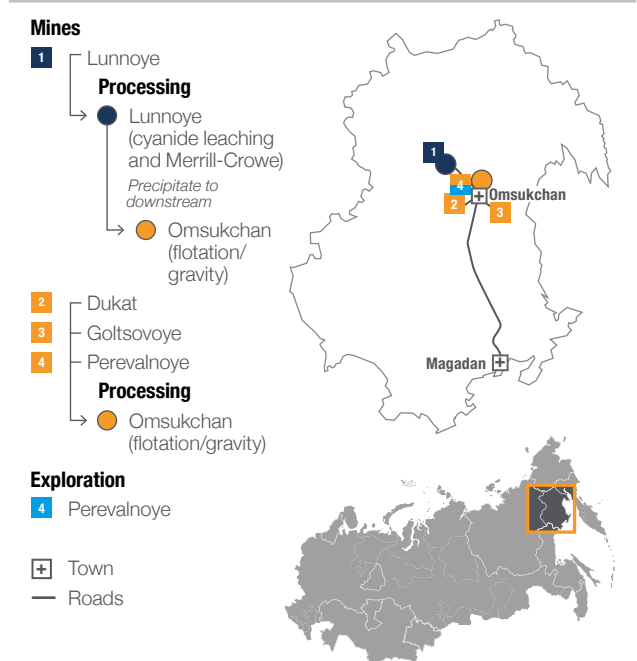 Mines
1 Lunnoye
Processing
Lunnoye
(cyanide leaching
and Merrill-Crowe)
Precipitate to
downstream
Omsukchan
(flotation/
gravity)
2 Dukat
3 Goltsovoye
4 Perevalnoye
Processing
Omsukchan
(flotation/gravity)
Exploration
4 Perevalnoye
Town
Roads
1
4
Omsukchan
2
3
Magadan